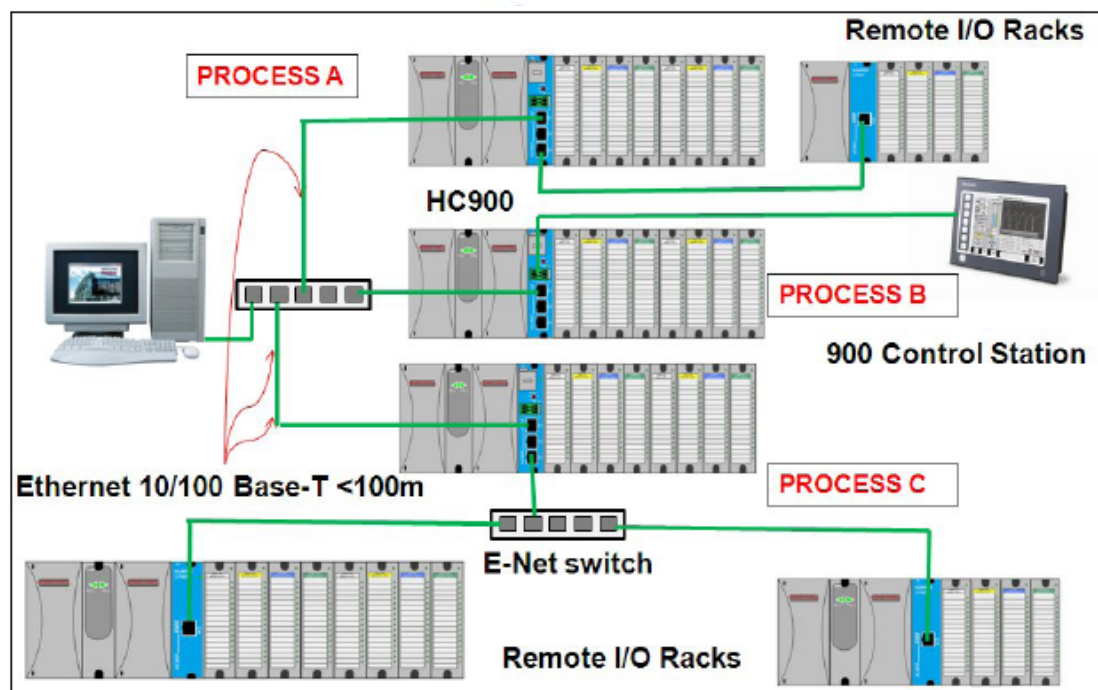 Remote I/O Racks
PROCESS A
HC900
PROCESS B
900 Control Station
Ethernet 10/100 Base-T <100m
PROCESS C
E-Net switch
Remote I/O Racks